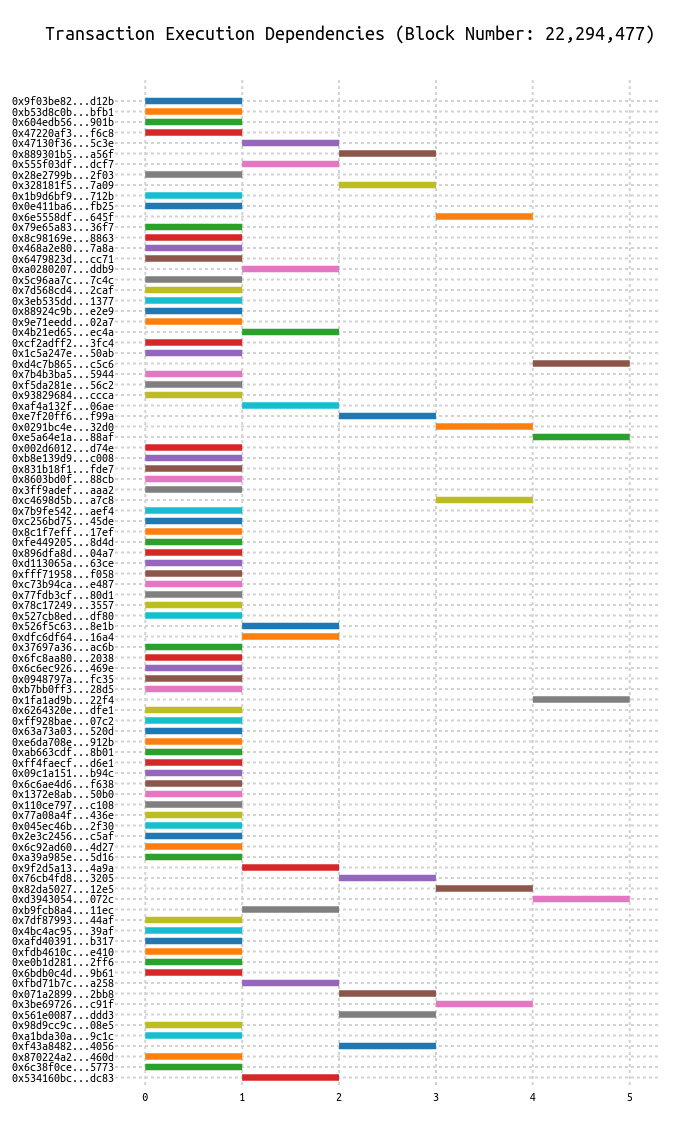 Transaction Execution Dependencies (Block Number: 22,294,477)
0x9f03be82...d12b
0xb53d8c0b...bfb1
0x604edb56...901b
0x47220af3...f6c8
0x47130f36...5c3e
0x889301b5...a56f
0x555f03df...dcf7
0x28e2799b...2f03
0x328181f5...7a09
0x1b9d6bf9...712b
0x0e411ba6...fb25
0x6e5558df...645f
0x79e65a83...36f7
0x8c98169e...8863
0x468a2e80...7a8a
0x6479823d...cc71
0xa0280207...ddb9
0x5c96aa7c...7c4c
0x7d568cd4...2caf
0x3eb535dd...1377
0x88924c9b...e2e9
0x9e71eedd...02a7
0x4b21ed65...ec4a
0xcf2adff2...3fc4
0x1c5a247e...50ab
0xd4c7b865...c5c6
0x7b4b3ba5...5944
0xf5da281e...56c2
0x93829684...ccca
0xaf4a132f...06ae
0xe7f20ff6...f99a
0x0291bc4e...32d0
0xe5a64e1a...88af
0x002d6012...d74e
0xb8e139d9...c008
0x831b18f1...fde7
0x8603bd0f...88cb
0x3ff9adef...aaa2
0xc4698d5b...a7c8
0x7b9fe542...aef4
0xc256bd75...45de
0x8c1f7eff...17ef
0xfe449205...8d4d
0x896dfa8d...04a7
0xd113065a...63ce
0xfff71958...f058
0xc73b94ca...e487
0x77fdb3cf...80d1
0x78c17249...3557
0x527cb8ed...df80
0x526f5c63...8e1b
0xdfc6df64...16a4
0x37697a36...ac6b
0x6fc8aa80...2038
0x6c6ec926...469e
0x0948797a...fc35
0xb7bb0ff3...28d5
0x1fa1ad9b...22f4
0x6264320e...dfe1
0xff928bae...07c2
0x63a73a03...520d
0xe6da708e...912b
0xab663cdf...8b01
0xff4faecf...d6e1
0x09c1a151...b94c
0x6c6ae4d6...f638
0x1372e8ab...50b0
0x110ce797...c108
0x77a08a4f...436e
0x045ec46b...2f30
0x2e3c2456...c5af
0x6c92ad60...4d27
0xa39a985e...5d16
0x9f2d5a13...4a9a
0x76cb4fd8...3205
0x82da5027...12e5
0xd3943054...072c
0xb9fcb8a4...11ec
0x7df87993...44af
0x4bc4ac95...39af
0xafd40391...b317
0xfdb4610c...e410
0xe0b1d281...2ff6
0x6bdb0c4d...9b61
0xfbd71b7c...a258
0x071a2899...2bb8
0x3be69726...c91f
0x561e0087...ddd3
0x98d9cc9c...08e5
0xa1bda30a...9c1c
0xf43a8482...4056
0x870224a2...460d
0x6c38f0ce...5773
0x534160bc...dc83
0 1 2 3 4 5